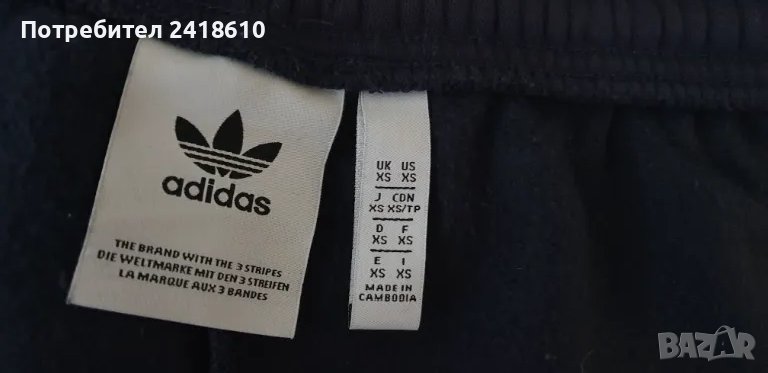 Потребител 2418610
adidas
THE BRAND WITH THE 3 STRIPES
DIE WELTMARKE MIT DEN 3 STREIFEN
LA MARQUE AUX 3 BANDES
UK US
XS XS
J CDN
XS XS/TP
D F
XS XS
E I
XS XS
MADE IN
CAMBODIA
BAZAR